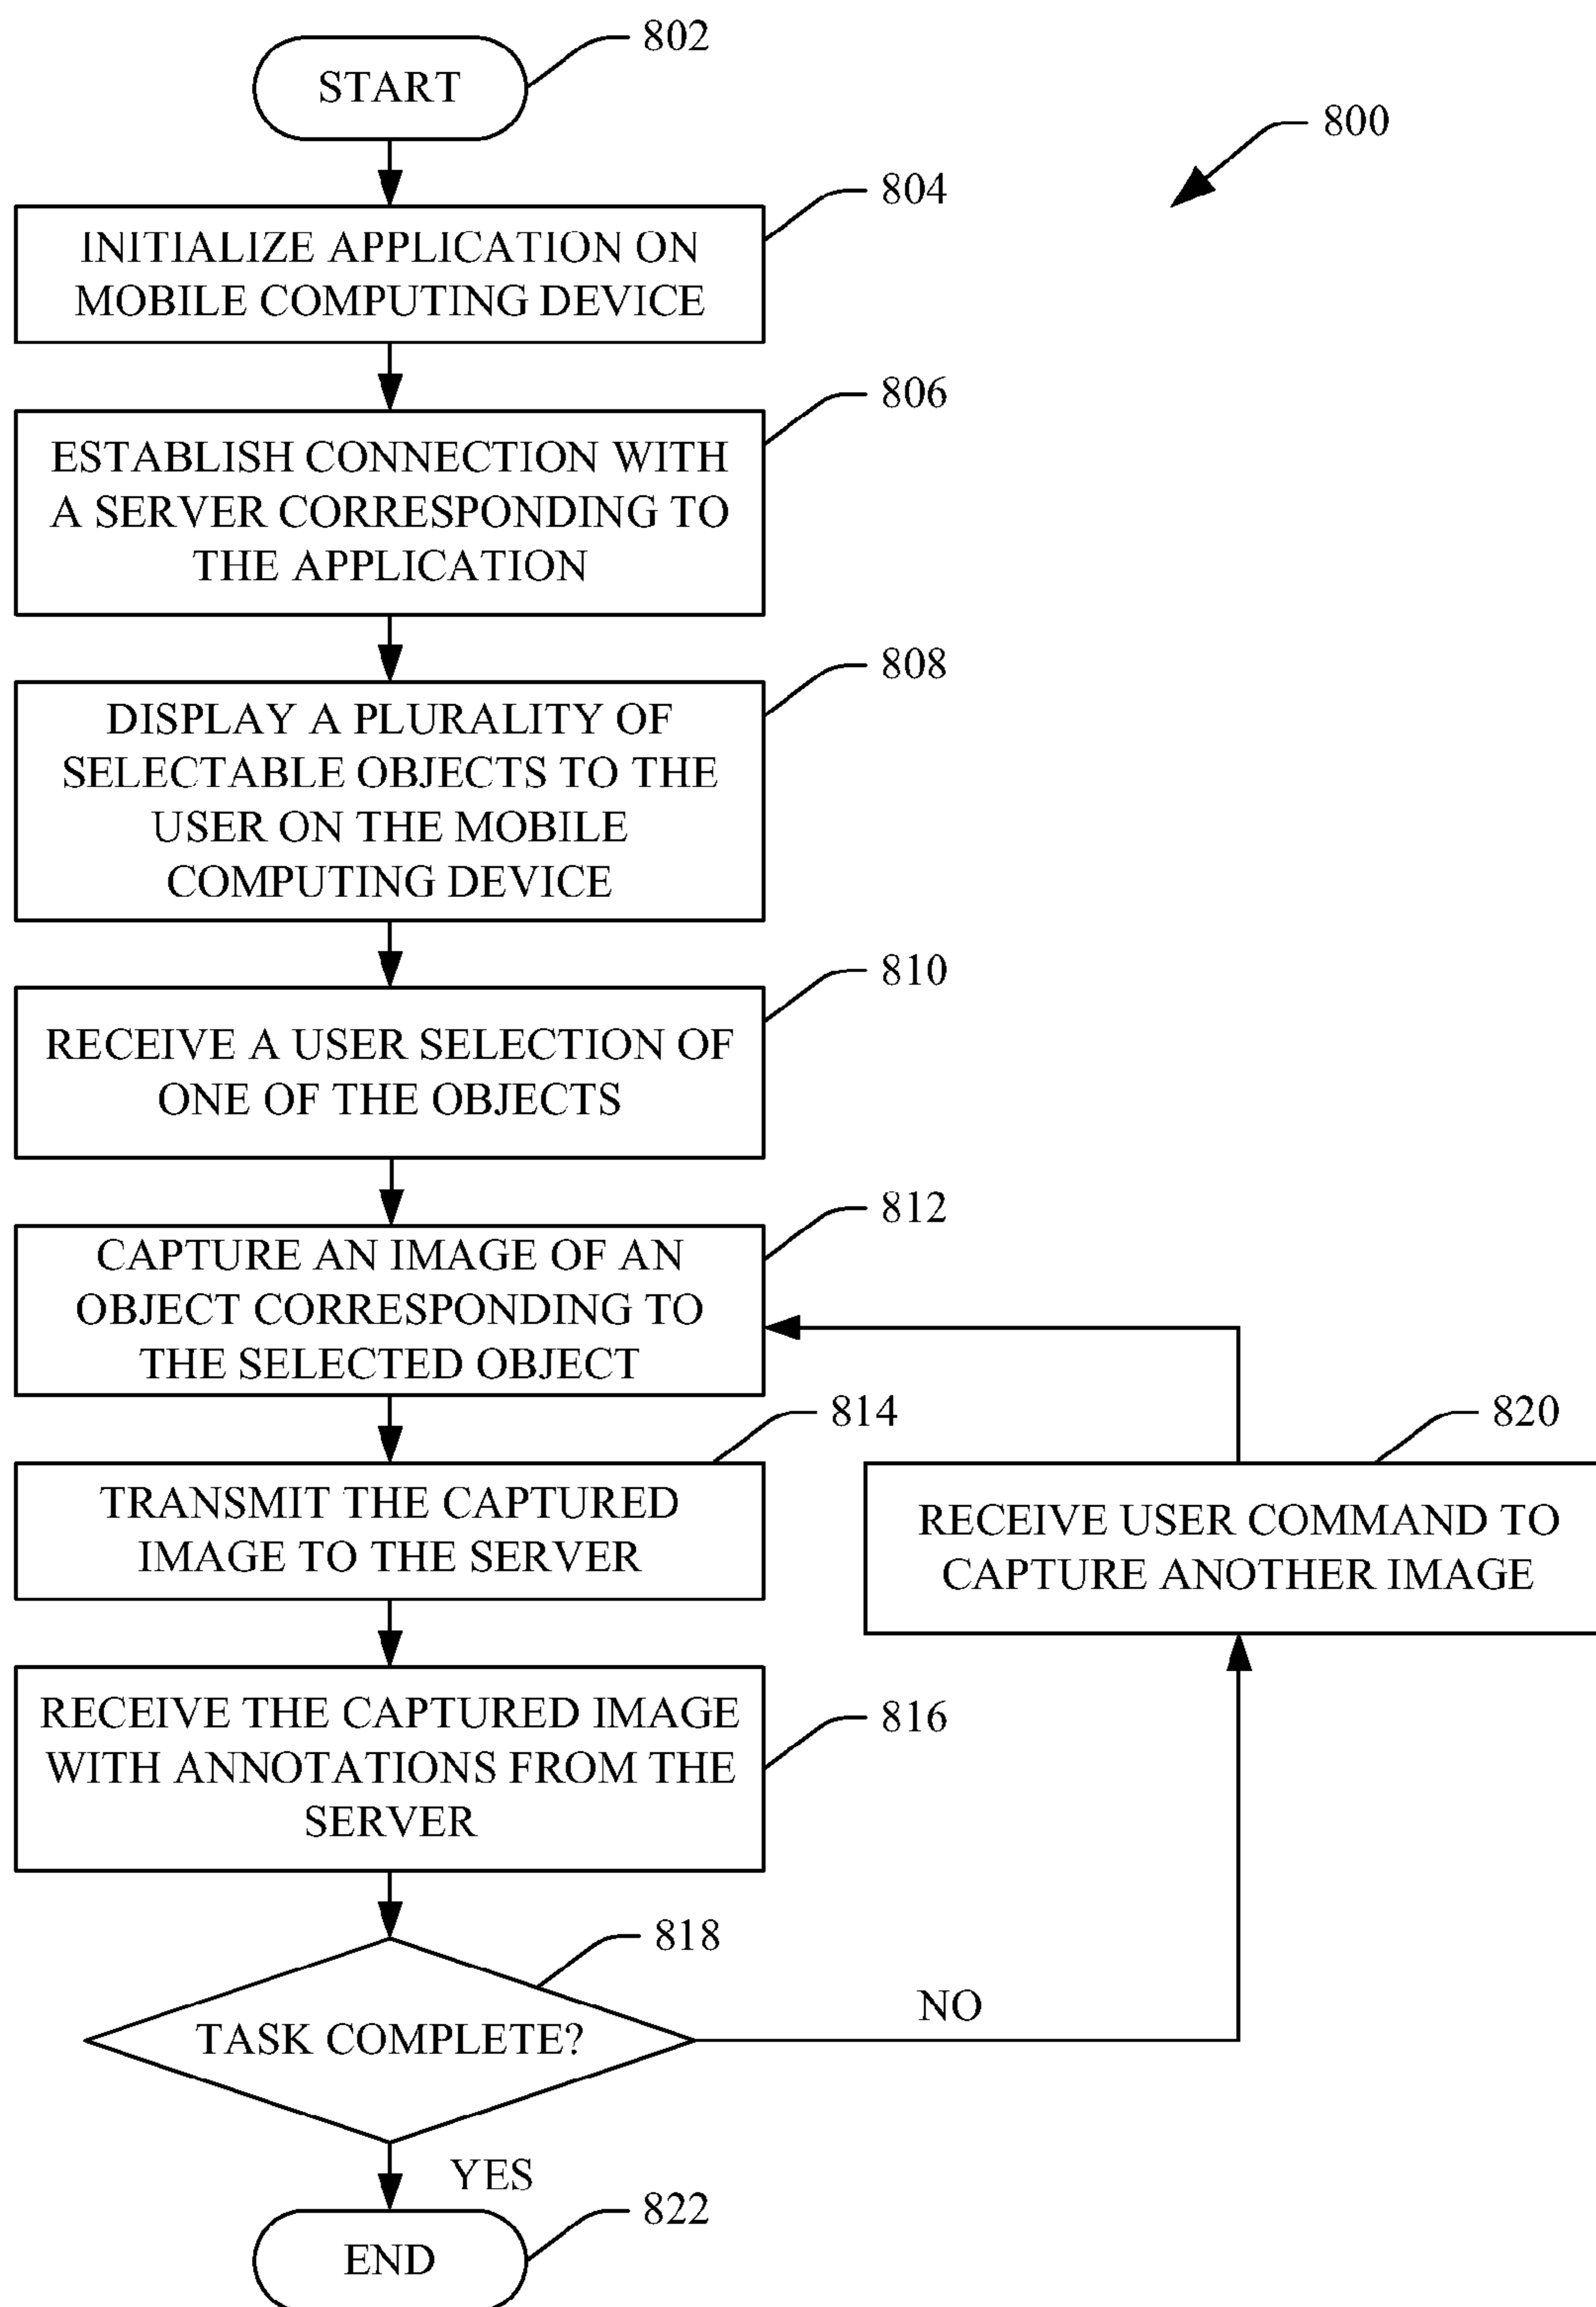 802
START
800
804
INITIALIZE APPLICATION ON
MOBILE COMPUTING DEVICE
806
ESTABLISH CONNECTION WITH
A SERVER CORRESPONDING TO
THE APPLICATION
808
DISPLAY A PLURALITY OF
SELECTABLE OBJECTS TO THE
USER ON THE MOBILE
COMPUTING DEVICE
810
RECEIVE A USER SELECTION OF
ONE OF THE OBJECTS
812
CAPTURE AN IMAGE OF AN
OBJECT CORRESPONDING TO
THE SELECTED OBJECT
814
TRANSMIT THE CAPTURED
IMAGE TO THE SERVER
820
RECEIVE USER COMMAND TO
CAPTURE ANOTHER IMAGE
816
RECEIVE THE CAPTURED IMAGE
WITH ANNOTATIONS FROM THE
SERVER
818
TASK COMPLETE?
NO
YES
822
END